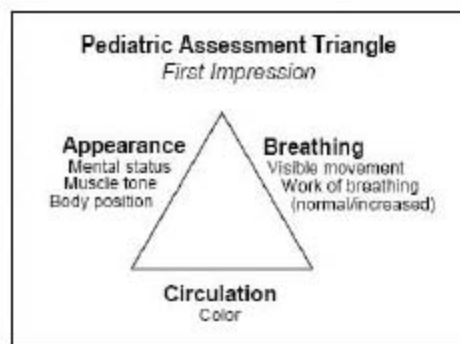 Pediatric Assessment Triangle
First Impression
Appearance
Mental status
Muscle tone
Body position
Breathing
Visible movement
Work of breathing
(normal/increased)
Circulation
Color